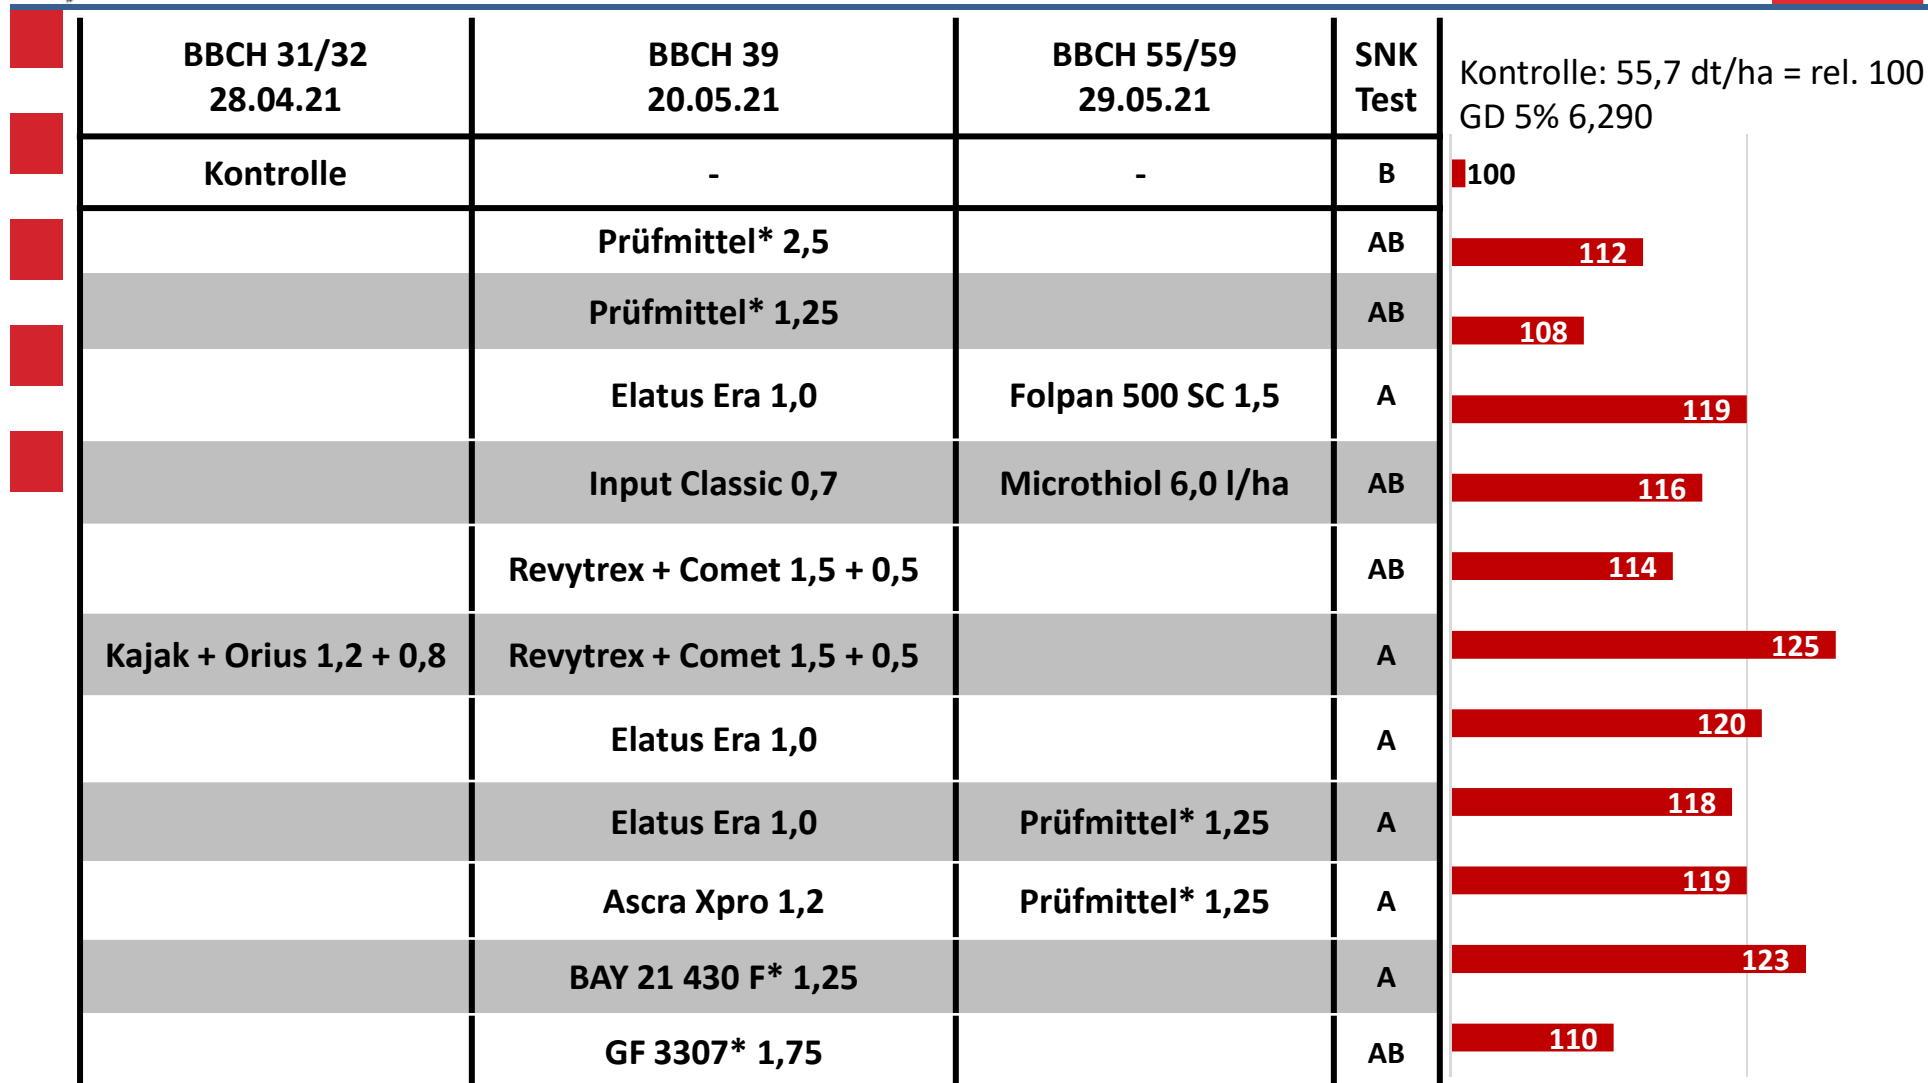 BBCH 31/32
28.04.21
BBCH 39
20.05.21
BBCH 55/59
29.05.21
SNK
Test
Kontrolle: 55,7 dt/ha = rel. 100
GD 5% 6,290
Kontrolle - - B 100
Prüfmittel* 2,5 AB 112
Prüfmittel* 1,25 AB 108
Elatus Era 1,0 Folpan 500 SC 1,5 A 119
Input Classic 0,7 Microthiol 6,0 l/ha AB 116
Revytrex + Comet 1,5 + 0,5 AB 114
Kajak + Orius 1,2 + 0,8 Revytrex + Comet 1,5 + 0,5 A 125
Elatus Era 1,0 A 120
Elatus Era 1,0 Prüfmittel* 1,25 A 118
Ascra Xpro 1,2 Prüfmittel* 1,25 A 119
BAY 21 430 F* 1,25 A 123
GF 3307* 1,75 AB 110